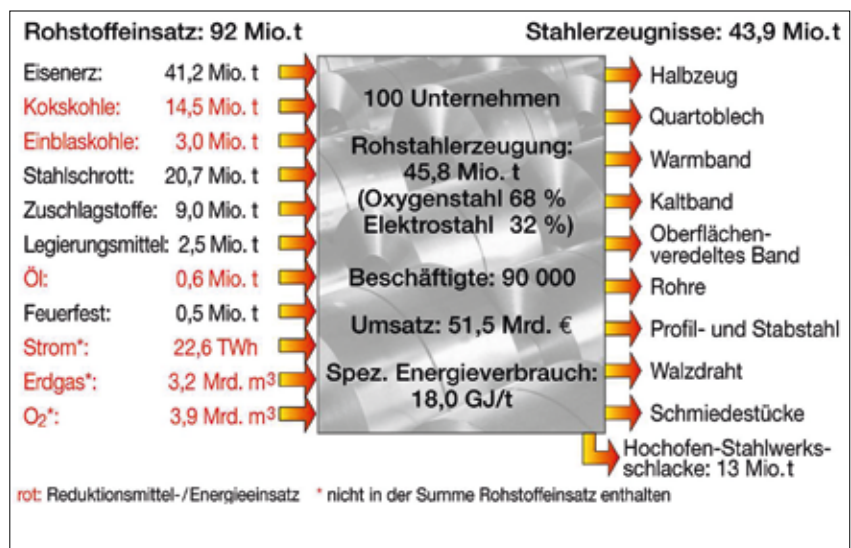 Rohstoffeinsatz: 92 Mio.t
Eisenerz: 41,2 Mio. t
Kokskohle: 14,5 Mio. t
Einblaskohle: 3,0 Mio. t
Stahlschrott: 20,7 Mio. t
Zuschlagstoffe: 9,0 Mio. t
Legierungsmittel: 2,5 Mio. t
Öl: 0,6 Mio. t
Feuerfest: 0,5 Mio. t
Strom*: 22,6 TWh
Erdgas*: 3,2 Mrd. m³
O₂*: 3,9 Mrd. m³
100 Unternehmen
Rohstahlerzeugung:
45,8 Mio. t
(Oxygenstahl 68 %
Elektrostahl 32 %)
Beschäftigte: 90 000
Umsatz: 51,5 Mrd. €
Spez. Energieverbrauch:
18,0 GJ/t
Stahlerzeugnisse: 43,9 Mio.t
Halbzeug
Quartoblech
Warmband
Kaltband
Oberflächen-
veredeltes Band
Rohre
Profil- und Stabstahl
Walzdraht
Schmiedestücke
Hochofen-Stahlwerks-
schlacke: 13 Mio.t
rot: Reduktionsmittel-/Energieeinsatz * nicht in der Summe Rohstoffeinsatz enthalten